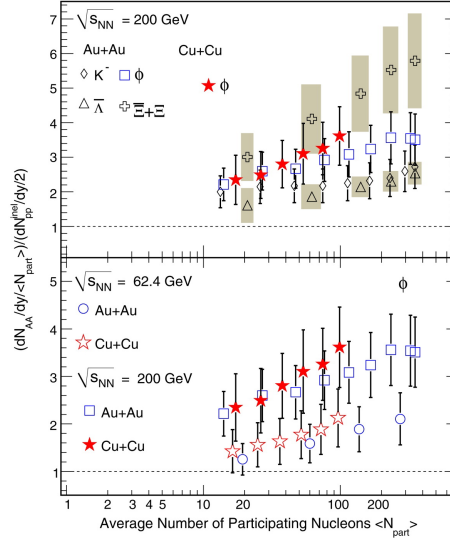 √sNN = 200 GeV
Au+Au Cu+Cu
K- ϕ ϕ
Λ̅ Ξ̅+Ξ
7
6
5
4
3
2
1
(dNAA/dy/<Npart>)/(dNppinel/dy/2)
√sNN = 62.4 GeV ϕ
Au+Au
Cu+Cu
√sNN = 200 GeV
Au+Au
Cu+Cu
5
4
3
2
1
1 2 3 4 5 10 20 30 100 200
Average Number of Participating Nucleons <Npart>